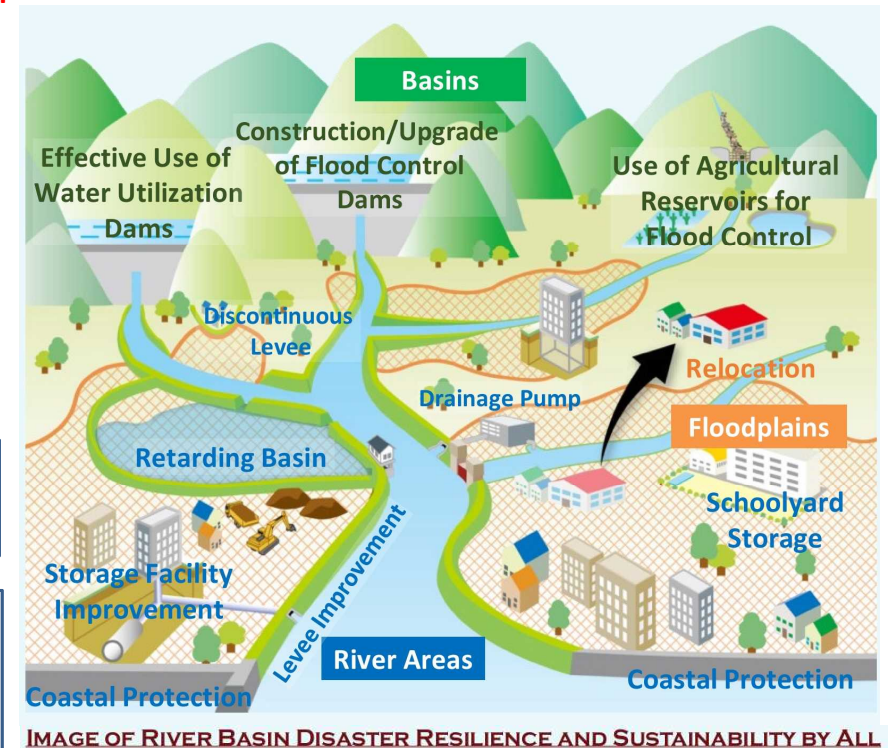 Basins
Effective Use of
Water Utilization
Dams
Construction/Upgrade
of Flood Control
Dams
Use of Agricultural
Reservoirs for
Flood Control
Discontinuous
Levee
Relocation
Drainage Pump
Floodplains
Retarding Basin
Schoolyard
Storage
Storage Facility
Improvement
Levee Improvement
River Areas
Coastal Protection
Coastal Protection
IMAGE OF RIVER BASIN DISASTER RESILIENCE AND SUSTAINABILITY BY ALL